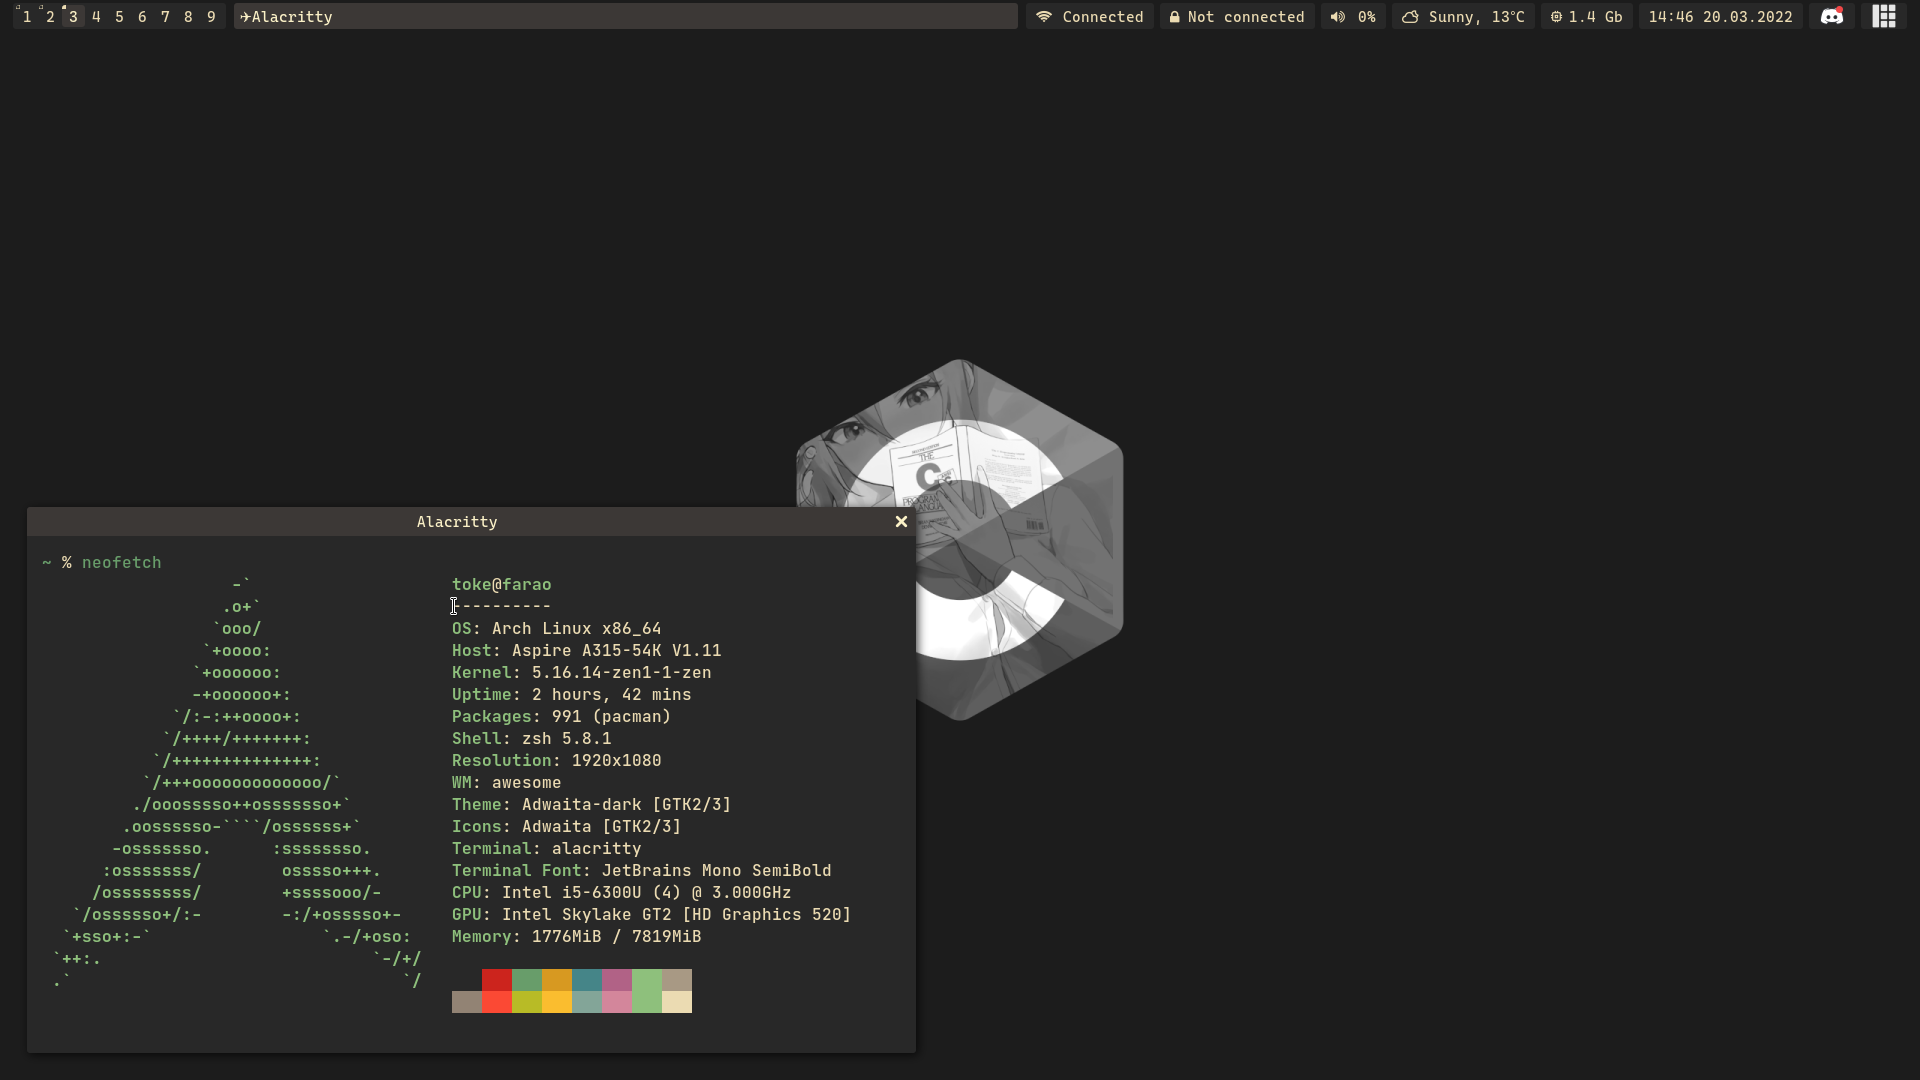 1 2 3 4 5 6 7 8 9
✈Alacritty
Connected
Not connected
0%
Sunny, 13°C
1.4 Gb
14:46 20.03.2022
THE
C
PROGRAM
LANGUA
Alacritty
~ % neofetch
-`
.o+`
`ooo/
`+oooo:
`+oooooo:
-+oooooo+:
`/:-:++oooo+:
`/++++/+++++++:
`/++++++++++++++:
`/+++ooooooooooooo/`
./ooosssso++osssssso+`
.oossssso-````/ossssss+`
-osssssso.      :ssssssso.
:osssssss/        osssso+++.
/ossssssss/        +ssssooo/-
`/ossssso+/:-        -:/+osssso+-
`+sso+:-`                 `.-/+oso:
`++:.                           `-/+/
.`                                 `/
toke@farao
----------
OS: Arch Linux x86_64
Host: Aspire A315-54K V1.11
Kernel: 5.16.14-zen1-1-zen
Uptime: 2 hours, 42 mins
Packages: 991 (pacman)
Shell: zsh 5.8.1
Resolution: 1920x1080
WM: awesome
Theme: Adwaita-dark [GTK2/3]
Icons: Adwaita [GTK2/3]
Terminal: alacritty
Terminal Font: JetBrains Mono SemiBold
CPU: Intel i5-6300U (4) @ 3.000GHz
GPU: Intel Skylake GT2 [HD Graphics 520]
Memory: 1776MiB / 7819MiB